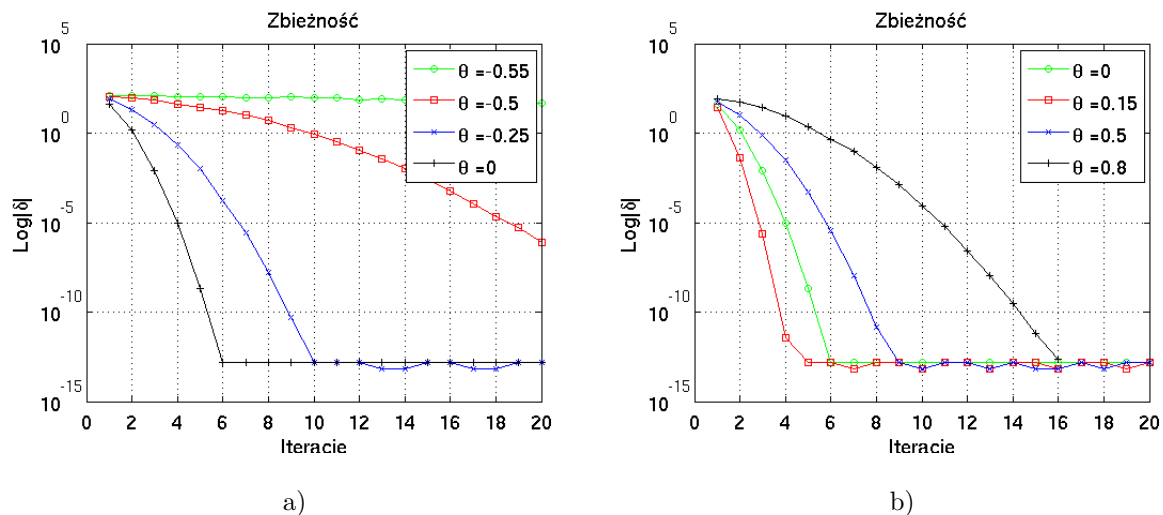 Zbieżność
10^5
10^0
10^-5
10^-10
10^-15
Log|δ|
0 2 4 6 8 10 12 14 16 18 20
Iteracje
θ =-0.55
θ =-0.5
θ =-0.25
θ =0
a)
Zbieżność
10^5
10^0
10^-5
10^-10
10^-15
Log|δ|
0 2 4 6 8 10 12 14 16 18 20
Iteracje
θ =0
θ =0.15
θ =0.5
θ =0.8
b)